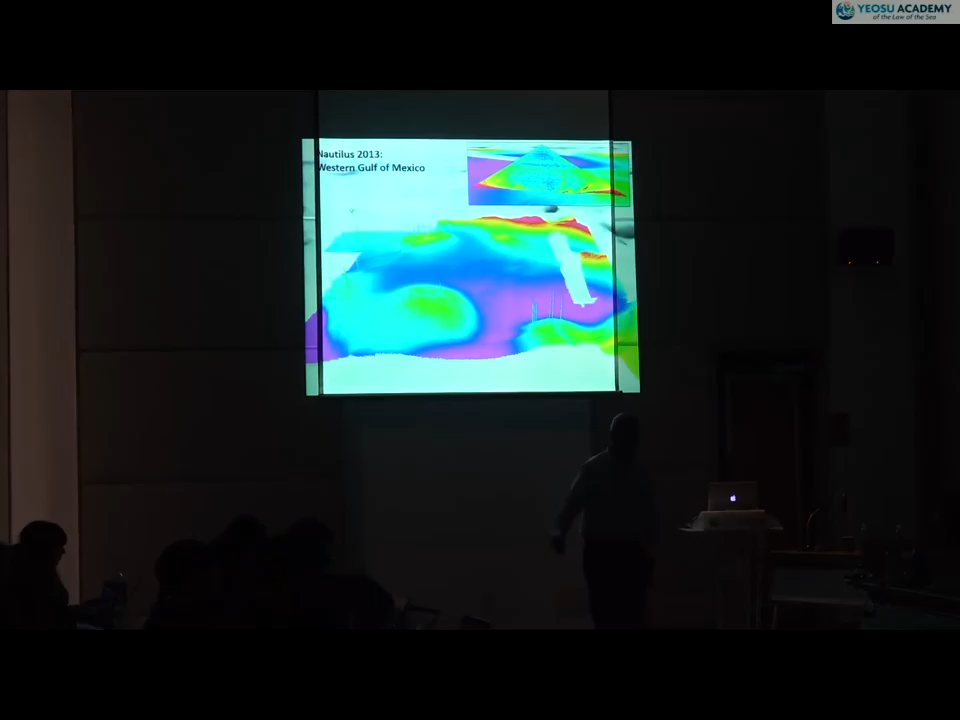 YEOSU ACADEMY
of the Law of the Sea
Nautilus 2013:
Western Gulf of Mexico